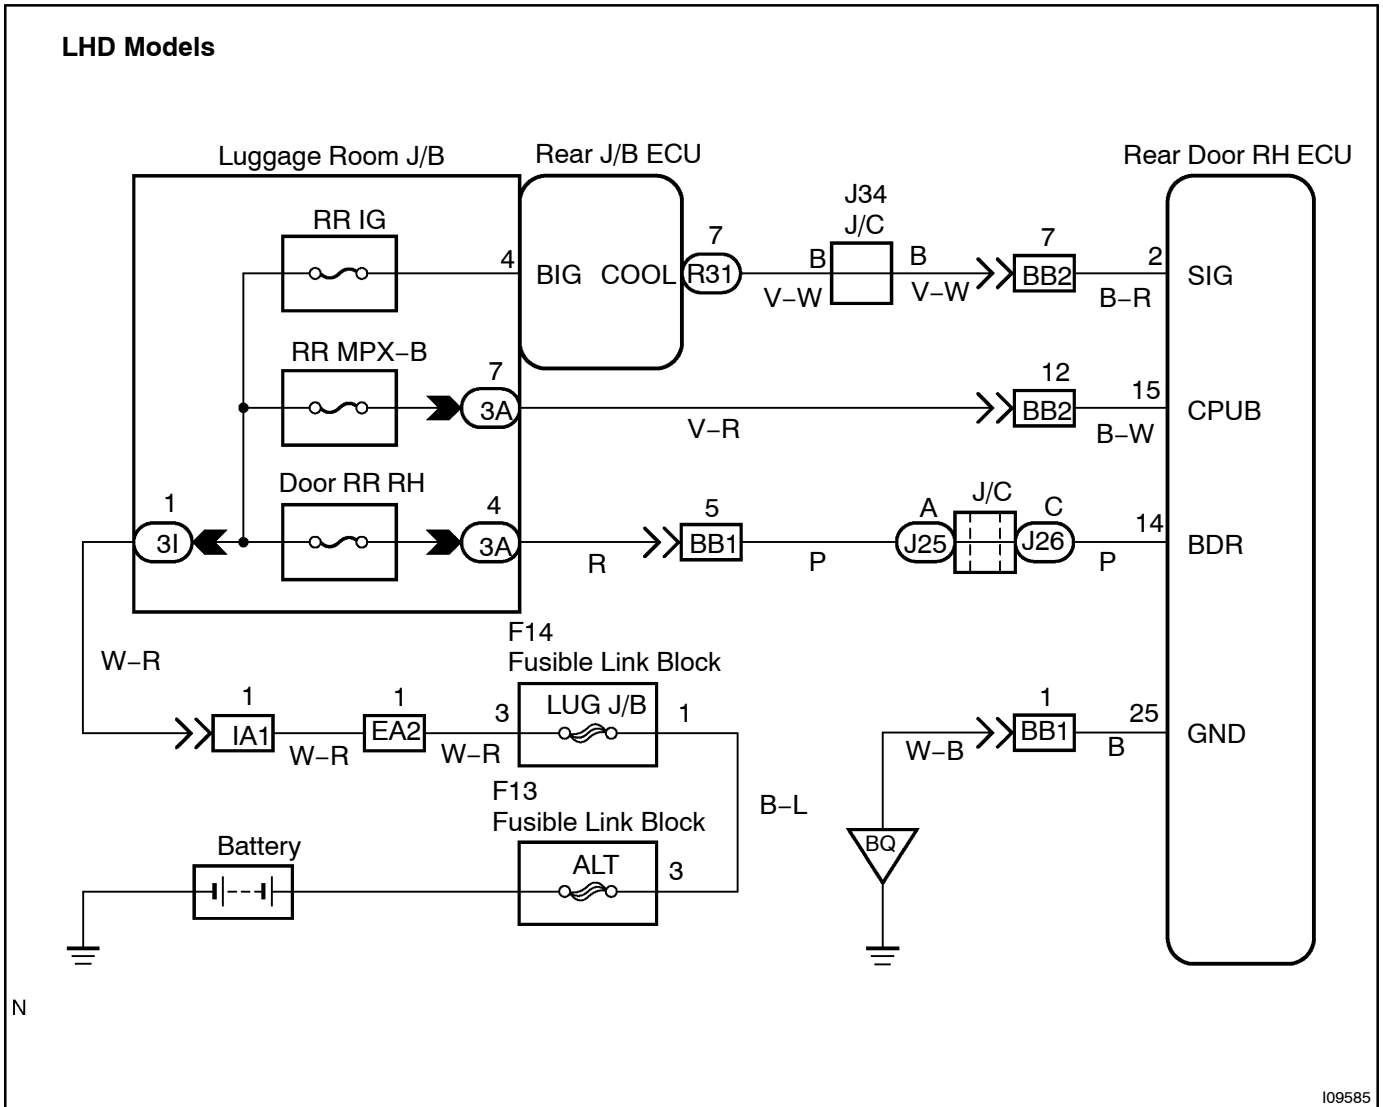 LHD Models
Luggage Room J/B
Rear J/B ECU
Rear Door RH ECU
J34
J/C
RR IG
4
BIG
COOL
7
R31
B
V−W
B
V−W
7
BB2
B−R
2
SIG
RR MPX−B
7
3A
V−R
12
BB2
B−W
15
CPUB
Door RR RH
1
3I
4
3A
R
5
BB1
P
A
J25
J/C
C
J26
P
14
BDR
W−R
F14
Fusible Link Block
1
IA1
W−R
1
EA2
W−R
3
LUG J/B
1
W−B
1
BB1
B
25
GND
F13
Fusible Link Block
B−L
Battery
ALT
3
BQ
N
I09585